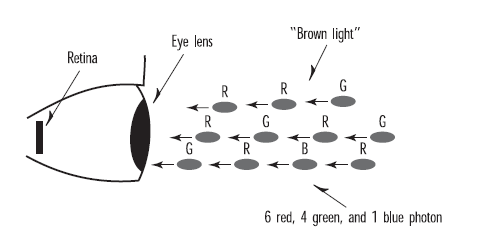 "Brown light"
Eye lens
Retina
R R G
R G R G
G R B R
6 red, 4 green, and 1 blue photon